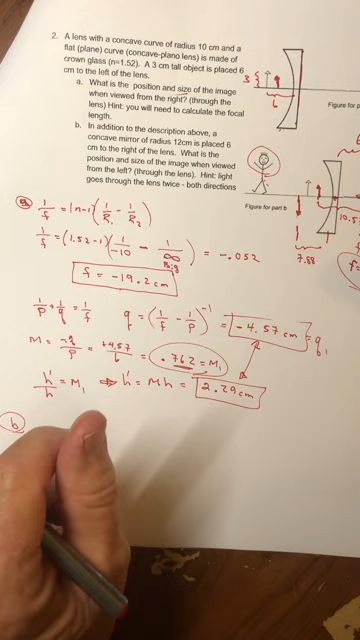 2. A lens with a concave curve of radius 10 cm and a
flat (plane) curve (concave-plano lens) is made of
crown glass (n=1.52). A 3 cm tall object is placed 6
cm to the left of the lens.
a. What is the position and size of the image
when viewed from the right? (through the
lens) Hint: you will need to calculate the focal
length.
b. In addition to the description above, a
concave mirror of radius 12cm is placed 6
cm to the right of the lens. What is the
position and size of the image when viewed
from the left? (through the lens). Hint: light
goes through the lens twice - both directions
3
6
Figure for
Figure for part b
10.5
7.88
f=
a
1/f = (n-1)(1/R1 - 1/R2)
1/f = (1.52-1)(1/-10 - 1/∞) = -.052
Big
f = -19.2 cm
1/p + 1/q = 1/f q = (1/f - 1/p)^-1 = -4.57 cm = q1
M = -q/p = +4.57/6 = .762 = M1
h'/h = M1 ⇒ h' = Mh = 2.29 cm
b